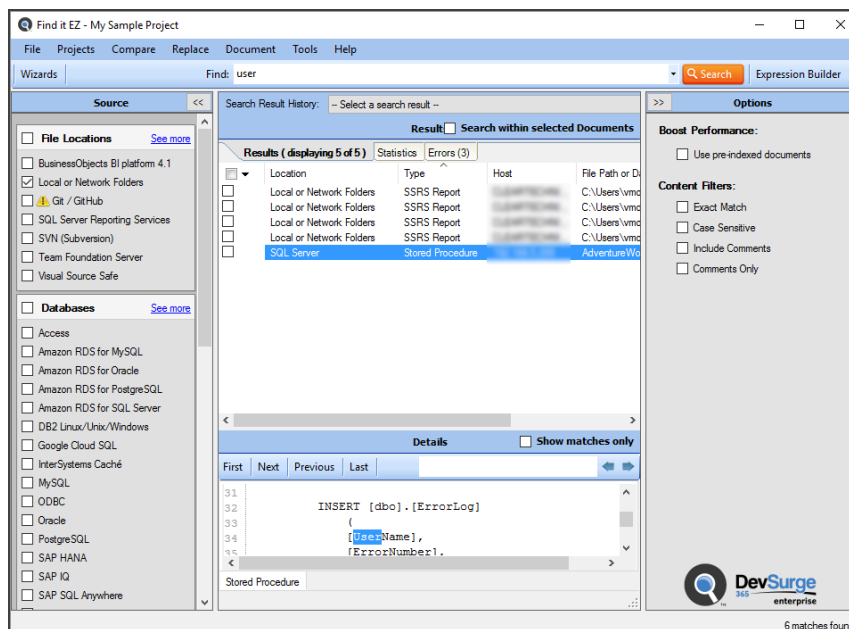 Find it EZ - My Sample Project
File Projects Compare Replace Document Tools Help
Wizards Find: user Search Expression Builder
Source <<
File Locations See more
BusinessObjects BI platform 4.1
Local or Network Folders
Git / GitHub
SQL Server Reporting Services
SVN (Subversion)
Team Foundation Server
Visual Source Safe
Databases See more
Access
Amazon RDS for MySQL
Amazon RDS for Oracle
Amazon RDS for PostgreSQL
Amazon RDS for SQL Server
DB2 Linux/Unix/Windows
Google Cloud SQL
InterSystems Caché
MySQL
ODBC
Oracle
PostgreSQL
SAP HANA
SAP IQ
SAP SQL Anywhere
Search Result History: -- Select a search result --
Result Search within selected Documents
Results ( displaying 5 of 5 ) Statistics Errors (3)
Location Type Host File Path or Da
Local or Network Folders SSRS Report C:\Users\vmc
Local or Network Folders SSRS Report C:\Users\vmc
Local or Network Folders SSRS Report C:\Users\vmc
Local or Network Folders SSRS Report C:\Users\vmc
SQL Server Stored Procedure AdventureWo
Details Show matches only
First Next Previous Last
31
32 INSERT [dbo].[ErrorLog]
33 (
34 [UserName],
35 [ErrorNumber],
Stored Procedure
>> Options
Boost Performance:
Use pre-indexed documents
Content Filters:
Exact Match
Case Sensitive
Include Comments
Comments Only
DevSurge
365 enterprise
6 matches foun